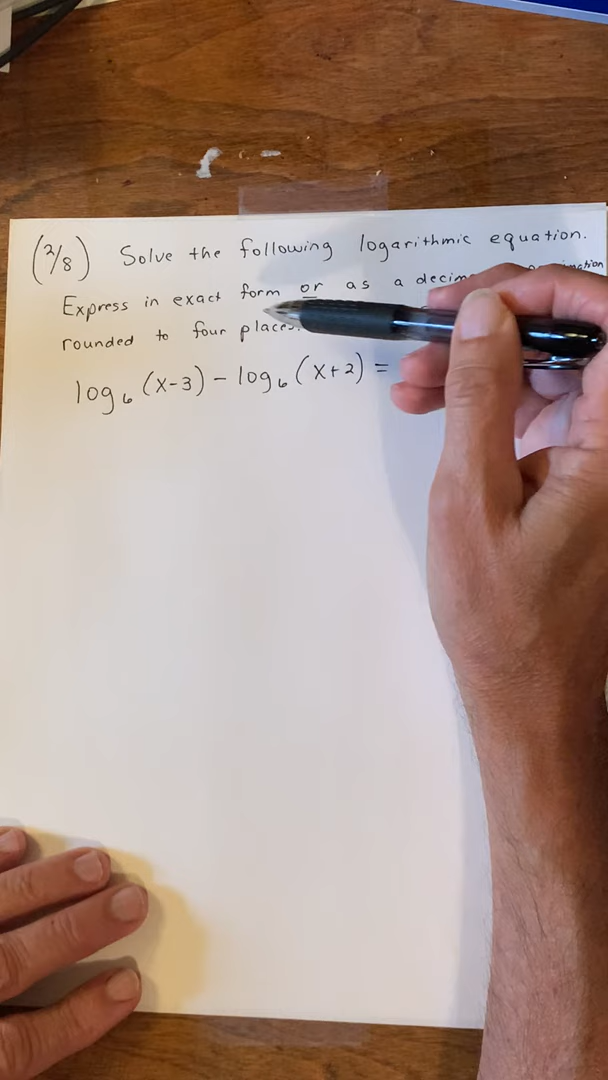 (2/8) Solve the following logarithmic equation.
Express in exact form or as a
rounded to four places.
log₆ (x-3) - log₆ (x+2) =